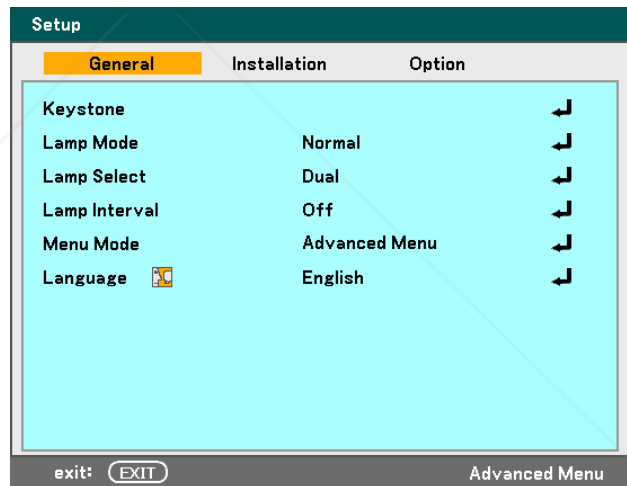 Setup
General Installation Option
Keystone
Lamp Mode Normal
Lamp Select Dual
Lamp Interval Off
Menu Mode Advanced Menu
Language English
exit: EXIT Advanced Menu